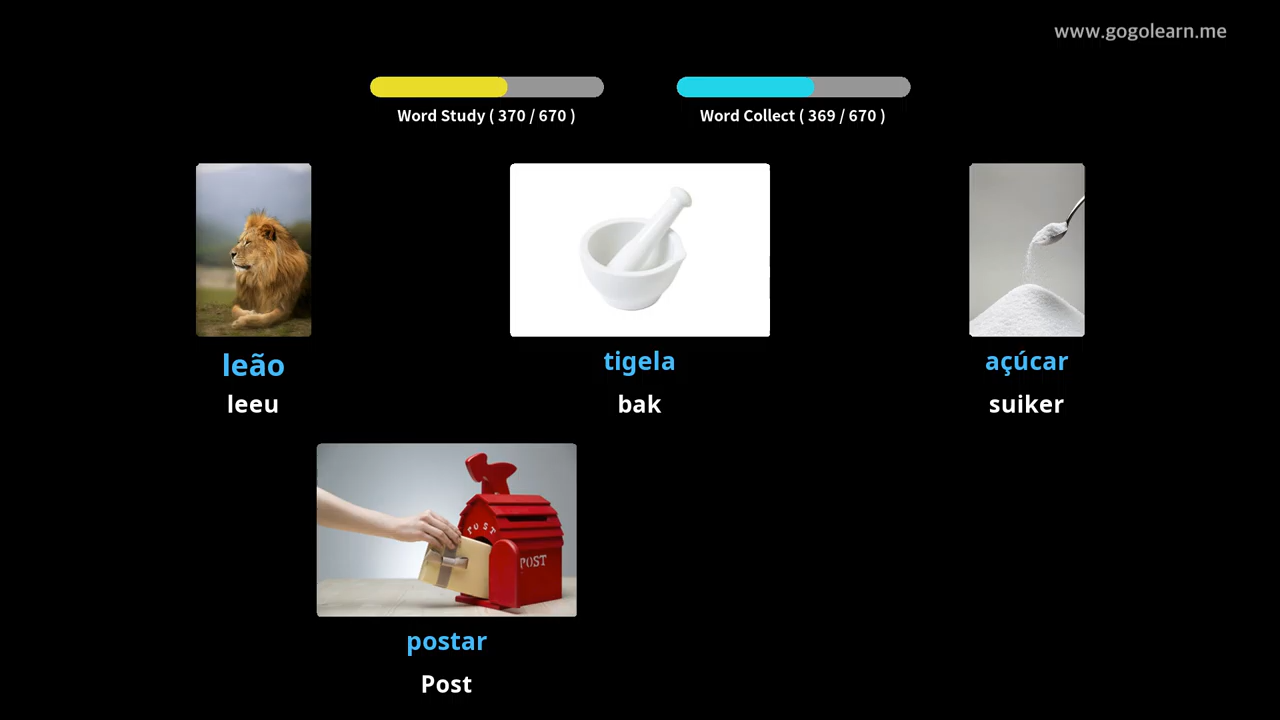 www.gogolearn.me
Word Study ( 370 / 670 )
Word Collect ( 369 / 670 )
leão
tigela
açúcar
leeu
bak
suiker
POST
POST
postar
Post